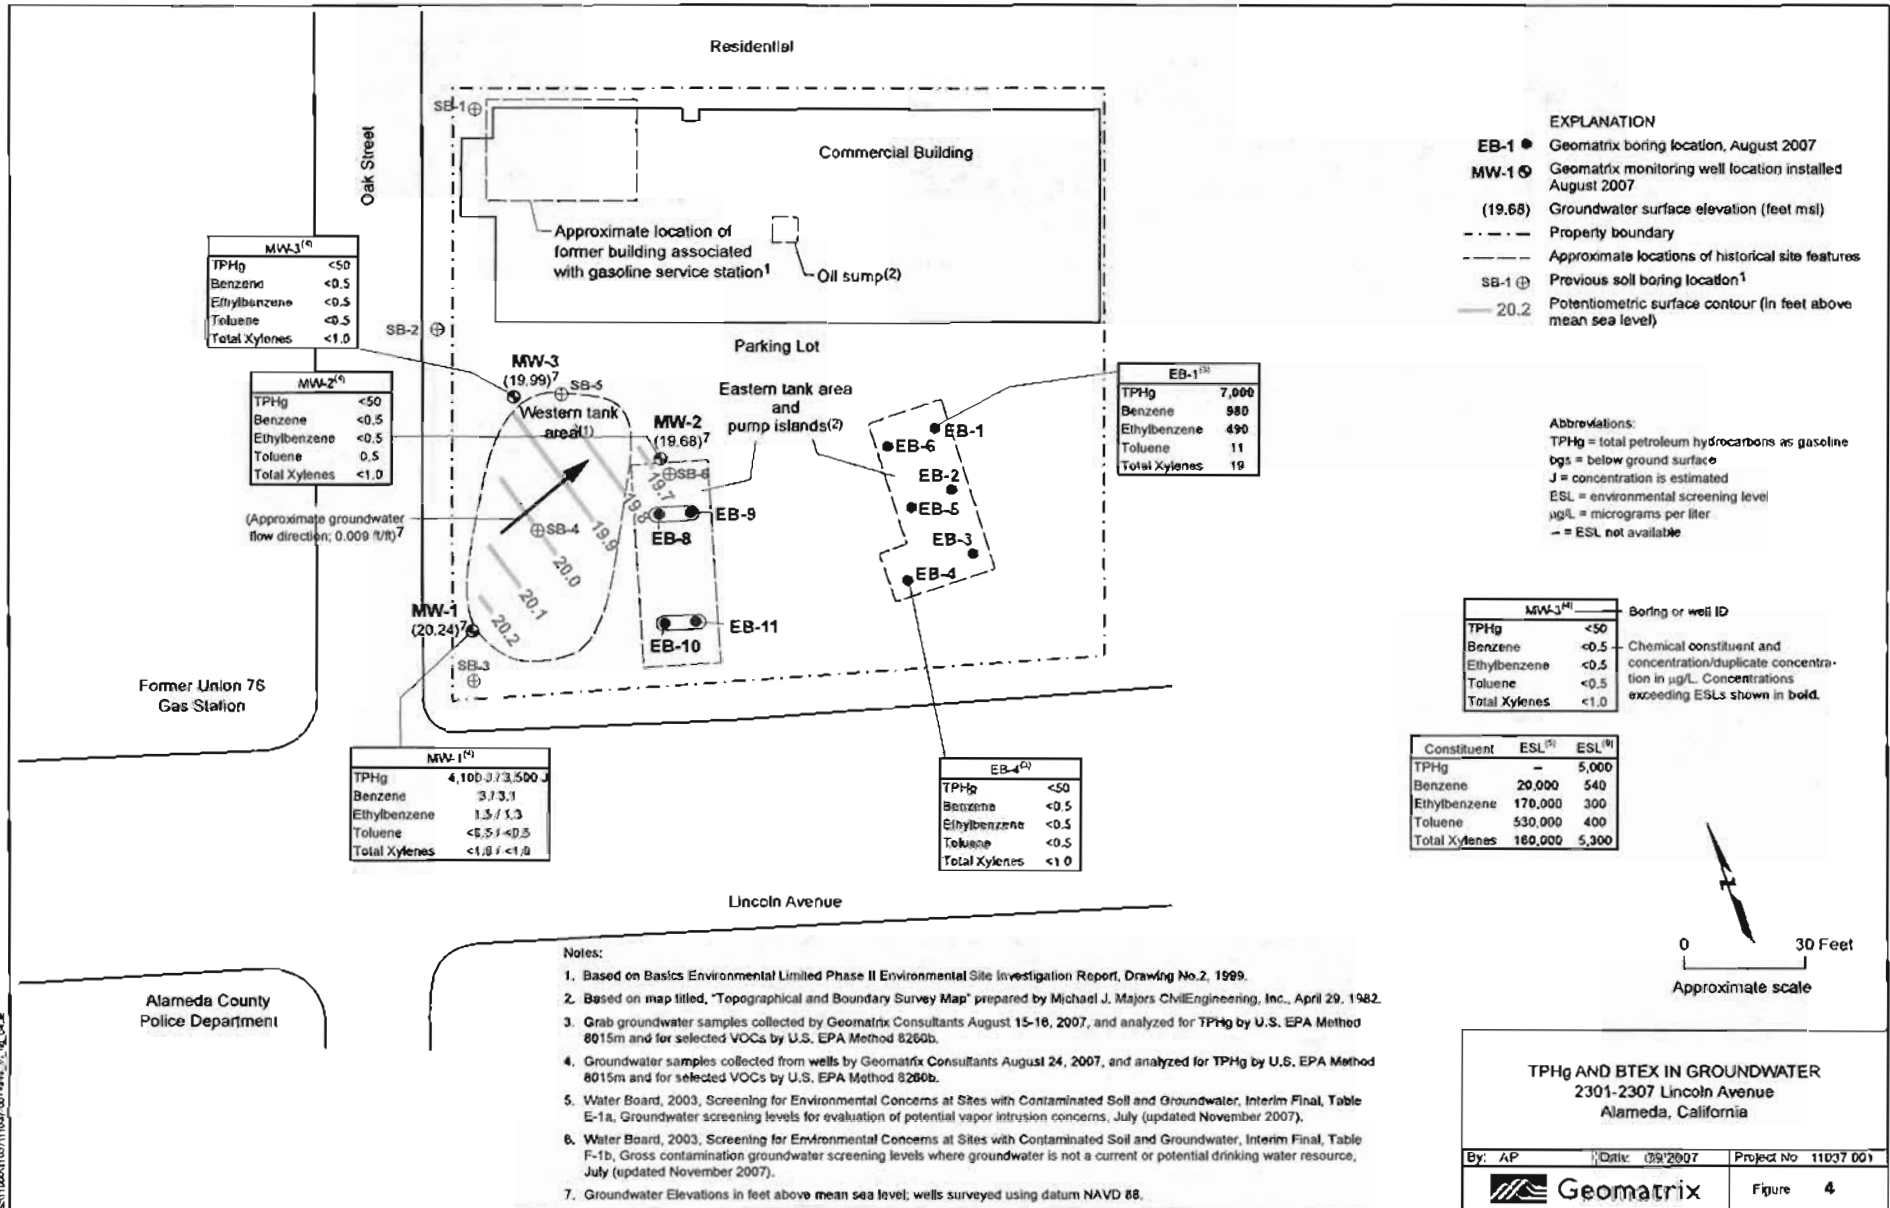 Residential
SB-1
Oak Street
Commercial Building
Approximate location of
former building associated
with gasoline service station1
Oil sump(2)
SB-2
Parking Lot
EXPLANATION
EB-1 Geomatrix boring location, August 2007
MW-1 Geomatrix monitoring well location installed
August 2007
(19.68) Groundwater surface elevation (feet msl)
Property boundary
Approximate locations of historical site features
SB-1 Previous soil boring location1
20.2 Potentiometric surface contour (in feet above
mean sea level)
MW-3(4)
TPHg <50
Benzene <0.5
Ethylbenzene <0.5
Toluene <0.5
Total Xylenes <1.0
MW-2(4)
TPHg <50
Benzene <0.5
Ethylbenzene <0.5
Toluene 0.5
Total Xylenes <1.0
(Approximate groundwater
flow direction; 0.009 ft/ft)7
MW-3
(19.99)7
SB-5
Western tank
area(1)
MW-2
(19.68)7
SB-6
Eastern tank area
and
pump islands(2)
19.7
19.8
19.9
20.0
20.1
20.2
SB-4
EB-9
EB-8
EB-11
EB-10
MW-1
(20.24)7
SB-3
EB-1
EB-6
EB-2
EB-5
EB-3
EB-4
EB-1(3)
TPHg 7,000
Benzene 980
Ethylbenzene 490
Toluene 11
Total Xylenes 19
Abbreviations:
TPHg = total petroleum hydrocarbons as gasoline
bgs = below ground surface
J = concentration is estimated
ESL = environmental screening level
µg/L = micrograms per liter
-- = ESL not available
MW-3(4) Boring or well ID
TPHg <50
Benzene <0.5
Ethylbenzene <0.5
Toluene <0.5
Total Xylenes <1.0
Chemical constituent and
concentration/duplicate concentra-
tion in µg/L. Concentrations
exceeding ESLs shown in bold.
Constituent ESL(5) ESL(6)
TPHg – 5,000
Benzene 20,000 540
Ethylbenzene 170,000 300
Toluene 530,000 400
Total Xylenes 160,000 5,300
Former Union 76
Gas Station
MW-1(4)
TPHg 4,100 J / 3,500 J
Benzene 3 / 3.1
Ethylbenzene 1.5 / 1.3
Toluene <0.5 / <0.5
Total Xylenes <1.0 / <1.0
EB-4(3)
TPHg <50
Benzene <0.5
Ethylbenzene <0.5
Toluene <0.5
Total Xylenes <1.0
Lincoln Avenue
Alameda County
Police Department
0 30 Feet
Approximate scale
Notes:
1. Based on Basics Environmental Limited Phase II Environmental Site Investigation Report, Drawing No.2, 1999.
2. Based on map titled, "Topographical and Boundary Survey Map" prepared by Michael J. Majors CivilEngineering, Inc., April 29, 1982.
3. Grab groundwater samples collected by Geomatrix Consultants August 15-16, 2007, and analyzed for TPHg by U.S. EPA Method
8015m and for selected VOCs by U.S. EPA Method 8260b.
4. Groundwater samples collected from wells by Geomatrix Consultants August 24, 2007, and analyzed for TPHg by U.S. EPA Method
8015m and for selected VOCs by U.S. EPA Method 8260b.
5. Water Board, 2003, Screening for Environmental Concerns at Sites with Contaminated Soil and Groundwater, Interim Final, Table
E-1a, Groundwater screening levels for evaluation of potential vapor intrusion concerns, July (updated November 2007).
6. Water Board, 2003, Screening for Environmental Concerns at Sites with Contaminated Soil and Groundwater, Interim Final, Table
F-1b, Gross contamination groundwater screening levels where groundwater is not a current or potential drinking water resource,
July (updated November 2007).
7. Groundwater Elevations in feet above mean sea level; wells surveyed using datum NAVD 88.
TPHg AND BTEX IN GROUNDWATER
2301-2307 Lincoln Avenue
Alameda, California
By: AP Date: 09/2007 Project No 11037 001
Geomatrix Figure 4